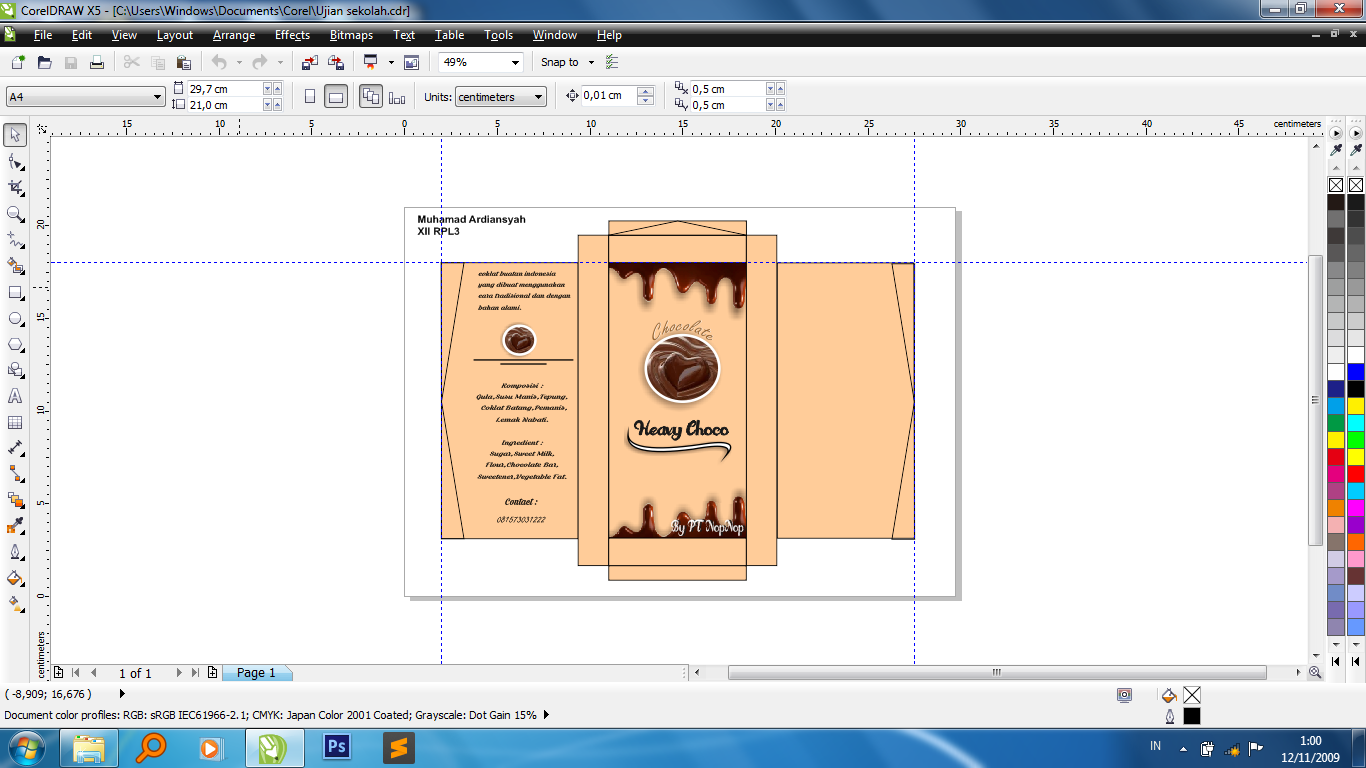 CorelDRAW X5 - [C:\Users\Windows\Documents\Corel\Ujian sekolah.cdr]
File Edit View Layout Arrange Effects Bitmaps Text Table Tools Window Help
49% Snap to
A4 29,7 cm 21,0 cm Units: centimeters 0,01 cm 0,5 cm 0,5 cm
15 10 5 0 5 10 15 20 25 30 35 40 45 centimeters
20
15
10
5
0
centimeters
Muhamad Ardiansyah
XII RPL3
coklat buatan indonesia
yang dibuat menggunakan
cara tradisional dan dengan
bahan alami.
Komposisi :
Gula,Susu Manis,Tepung,
Coklat Batang,Pemanis,
Lemak Nabati.
Ingredient :
Sugar,Sweet Milk,
Flour,Chocolate Bar,
Sweetener,Vegetable Fat.
Contact :
081573031222
Chocolate
Heavy Choco
By PT NopNop
1 of 1 Page 1
( -8,909; 16,676 )
Document color profiles: RGB: sRGB IEC61966-2.1; CMYK: Japan Color 2001 Coated; Grayscale: Dot Gain 15%
Ps
IN
1:00
12/11/2009